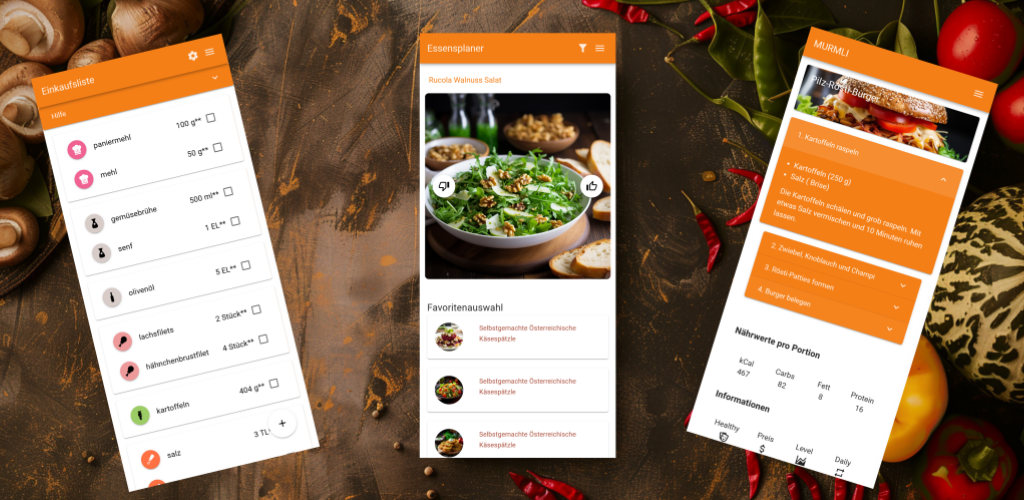 Einkaufsliste
Hilfe
paniermehl 100 g**
mehl 50 g**
gemüsebrühe 500 ml**
senf 1 EL**
olivenöl 5 EL**
lachsfilets 2 Stück**
hähnchenbrustfilet 4 Stück**
kartoffeln 404 g**
salz 3 TL*
+
Essensplaner
Rucola Walnuss Salat
Favoritenauswahl
Selbstgemachte Österreichische
Käsespätzle
Selbstgemachte Österreichische
Käsespätzle
Selbstgemachte Österreichische
Käsespätzle
MURMLI
Pilz-Rösti-Burger
1. Kartoffeln raspeln
• Kartoffeln (250 g)
• Salz ( Brise)
Die Kartoffeln schälen und grob raspeln. Mit
etwas Salz vermischen und 10 Minuten ruhen
lassen.
2. Zwiebel, Knoblauch und Champi
3. Rösti-Patties formen
4. Burger belegen
Nährwerte pro Portion
kCal Carbs Fett Protein
467 82 8 16
Informationen
Healthy Preis Level Daily
$